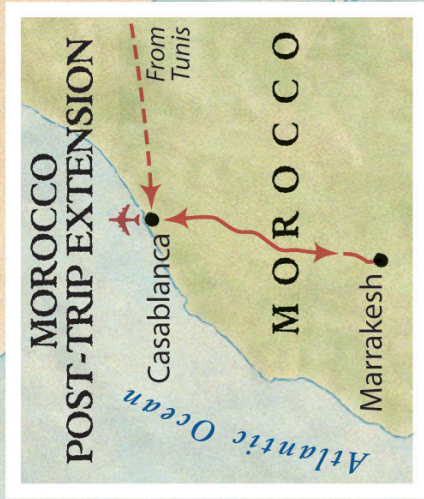 MOROCCO
POST-TRIP EXTENSION
From
Tunis
Casablanca
MOROCCO
Marrakesh
Atlantic Ocean